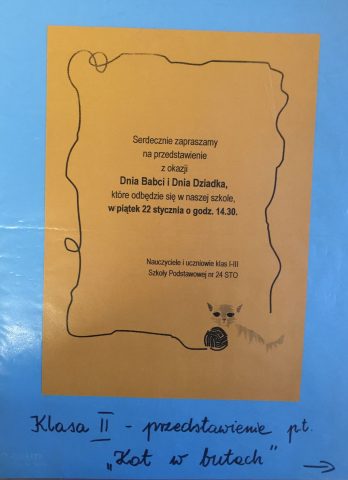 Serdecznie zapraszamy
na przedstawienie
z okazji
Dnia Babci i Dnia Dziadka,
które odbędzie się w naszej szkole,
w piątek 22 stycznia o godz. 14.30.
Nauczyciele i uczniowie klas I-III
Szkoły Podstawowej nr 24 STO
Klasa II - przedstawienie pt.
„Kot w butach" →